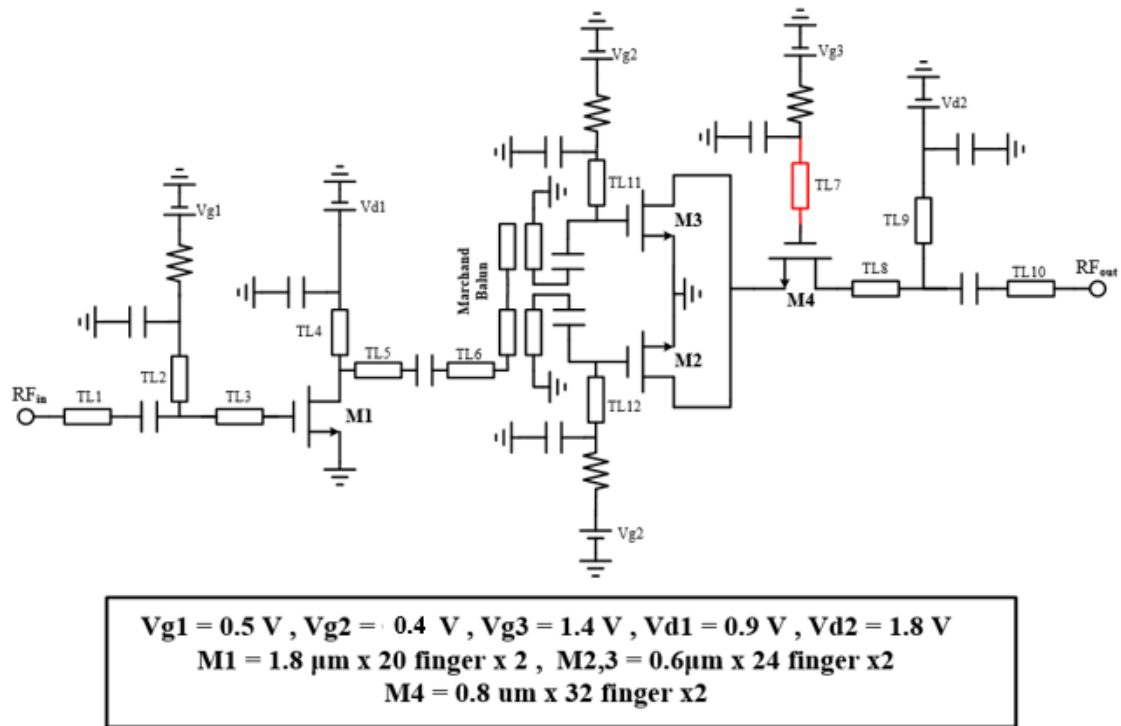 Vg2
Vg3
Vd2
TL11
TL7
Vg1
Vd1
M3
TL9
Marchand
Balun
TL8
TL10
RFout
M4
TL4
TL2
TL5
TL6
M2
RFin
TL1
TL3
M1
TL12
Vg2
Vg1 = 0.5 V , Vg2 = 0.4 V , Vg3 = 1.4 V , Vd1 = 0.9 V , Vd2 = 1.8 V
M1 = 1.8 μm x 20 finger x 2 , M2,3 = 0.6μm x 24 finger x2
M4 = 0.8 um x 32 finger x2